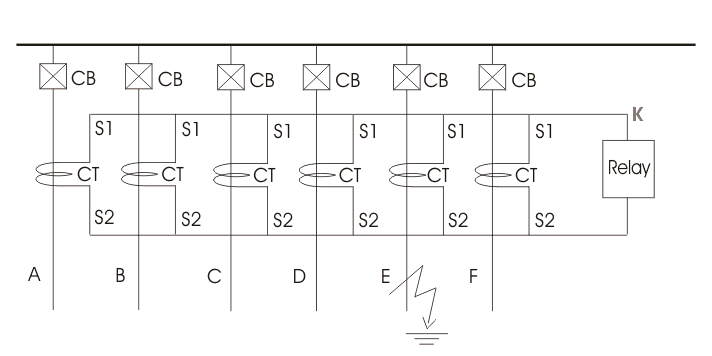 CB CB CB CB CB CB
K
S1 S1 S1 S1 S1 S1
CT CT CT CT CT CT Relay
S2 S2 S2 S2 S2 S2
A B C D E F